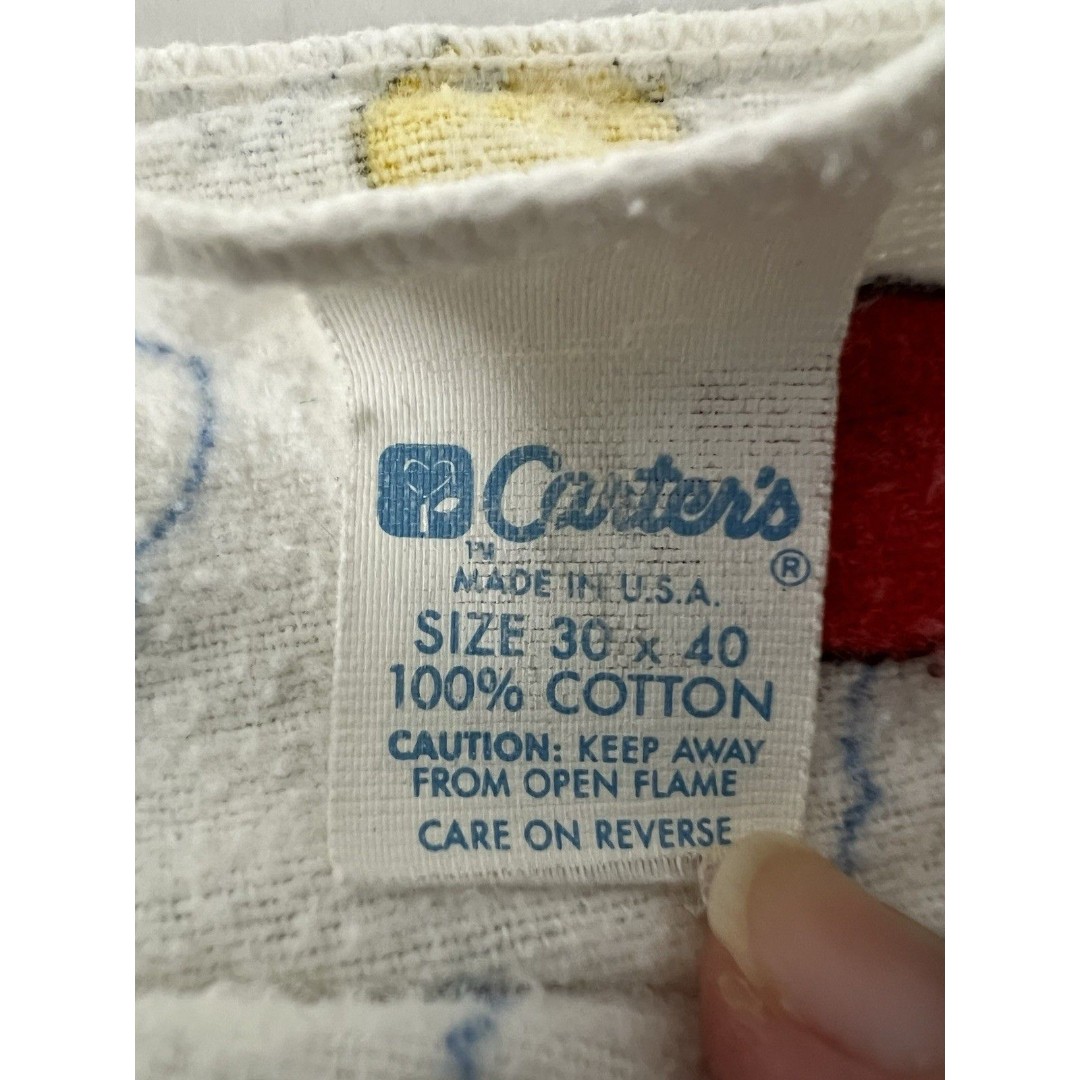 Carter's ®
TM
MADE IN U.S.A.
SIZE 30 x 40
100% COTTON
CAUTION: KEEP AWAY
FROM OPEN FLAME
CARE ON REVERSE